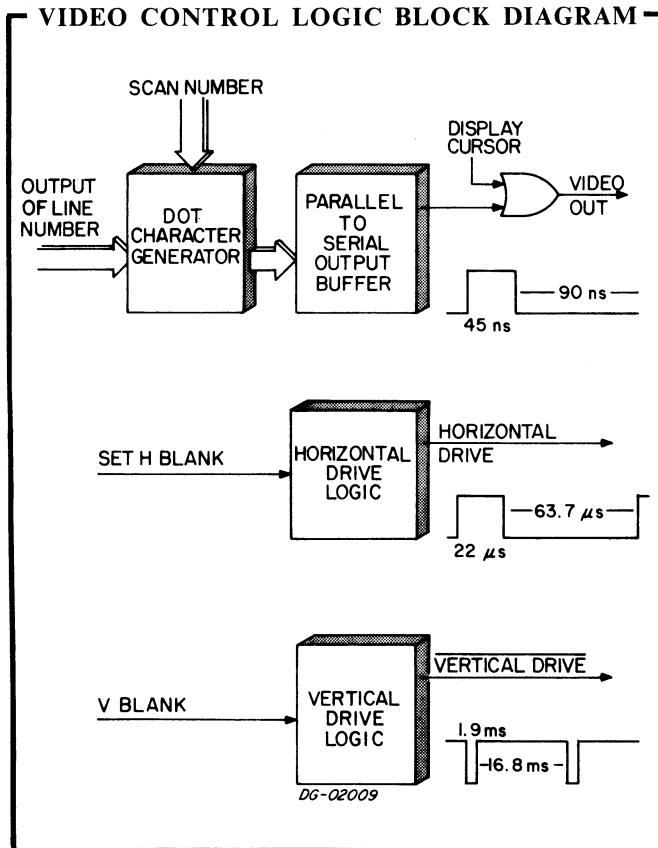 VIDEO CONTROL LOGIC BLOCK DIAGRAM
SCAN NUMBER
OUTPUT
OF LINE
NUMBER
DOT
CHARACTER
GENERATOR
PARALLEL
TO
SERIAL
OUTPUT
BUFFER
DISPLAY
CURSOR
VIDEO
OUT
90 ns
45 ns
SET H BLANK
HORIZONTAL
DRIVE
LOGIC
HORIZONTAL
DRIVE
63.7 μs
22 μs
V BLANK
VERTICAL
DRIVE
LOGIC
VERTICAL DRIVE
1.9 ms
16.8 ms
DG-02009